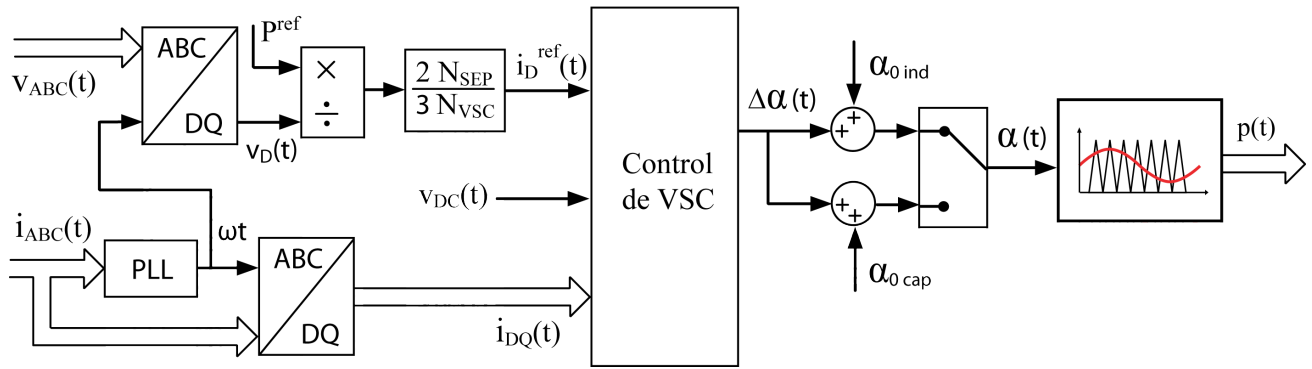 v_ABC(t)
ABC
DQ
P^ref
×
÷
v_D(t)
2 N_SEP
3 N_VSC
i_D^ref(t)
v_DC(t)
i_ABC(t)
PLL
ωt
ABC
DQ
i_DQ(t)
Control
de VSC
Δα(t)
α_0 ind
+
+
+
+
α_0 cap
α(t)
p(t)